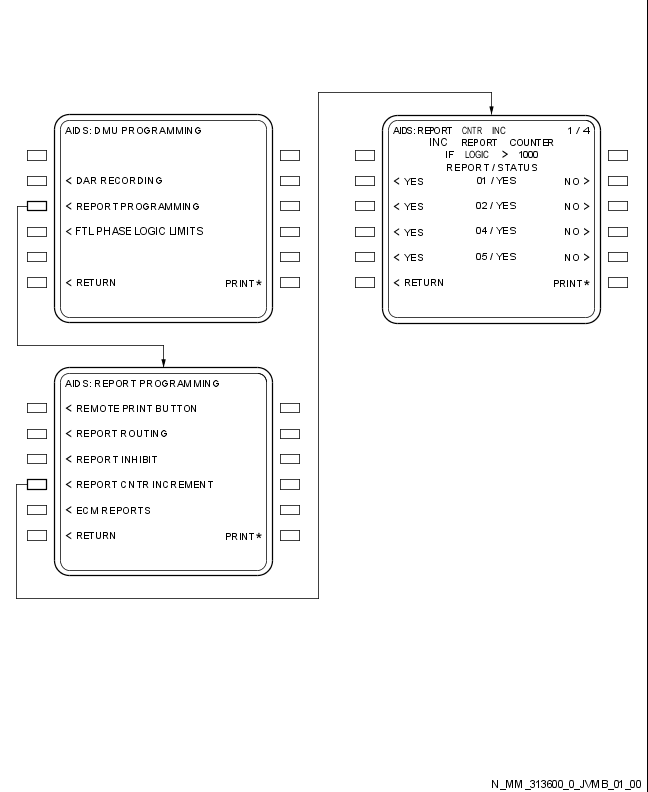 AIDS: DMU PROGRAMMING
< DAR RECORDING
< REPORT PROGRAMMING
< FTL PHASE LOGIC LIMITS
< RETURN PRINT*
AIDS: REPORT PROGRAMMING
< REMOTE PRINT BUTTON
< REPORT ROUTING
< REPORT INHIBIT
< REPORT CNTR INCREMENT
< ECM REPORTS
< RETURN PRINT*
AIDS: REPORT CNTR INC 1 / 4
INC REPORT COUNTER
IF LOGIC > 1000
REPORT / STATUS
< YES 01 / YES NO >
< YES 02 / YES NO >
< YES 04 / YES NO >
< YES 05 / YES NO >
< RETURN PRINT*
N_MM_313600_0_JVMB_01_00